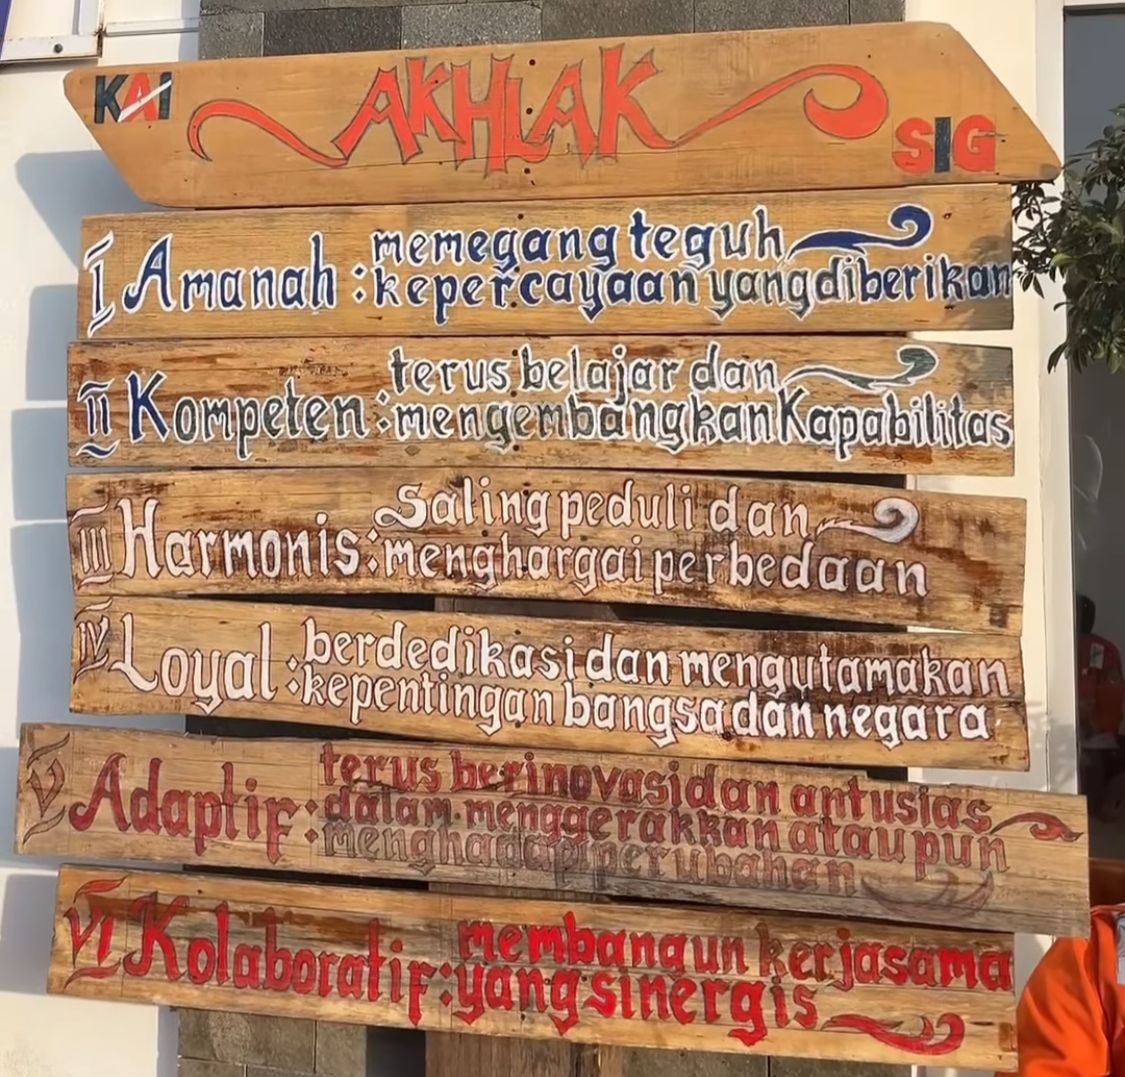 KAI AKHLAK SIG
I Amanah : memegang teguh
kepercayaan yang diberikan
II Kompeten : terus belajar dan
mengembangkan Kapabilitas
III Harmonis : Saling peduli dan
menghargai perbedaan
IV Loyal : berdedikasi dan mengutamakan
kepentingan bangsa dan negara
V Adaptif : terus berinovasi dan antusias
dalam menggerakkan ataupun
menghadapi perubahan
VI Kolaboratif : membangun kerjasama
yang sinergis